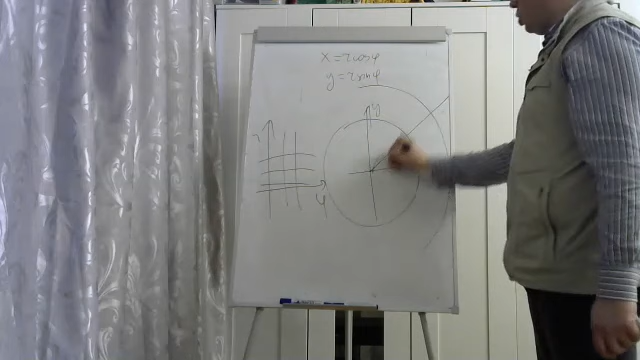 x = r cos φ
y = r sin φ
y
r
φ